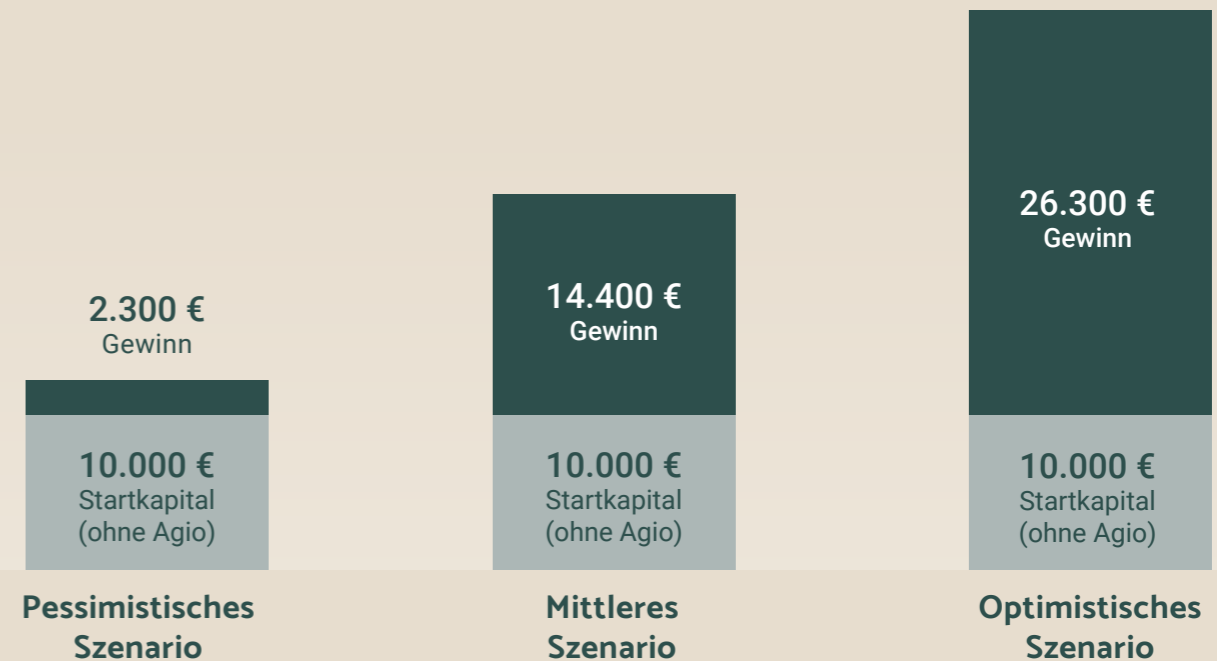 2.300 €
Gewinn
10.000 €
Startkapital
(ohne Agio)
Pessimistisches
Szenario
14.400 €
Gewinn
10.000 €
Startkapital
(ohne Agio)
Mittleres
Szenario
26.300 €
Gewinn
10.000 €
Startkapital
(ohne Agio)
Optimistisches
Szenario